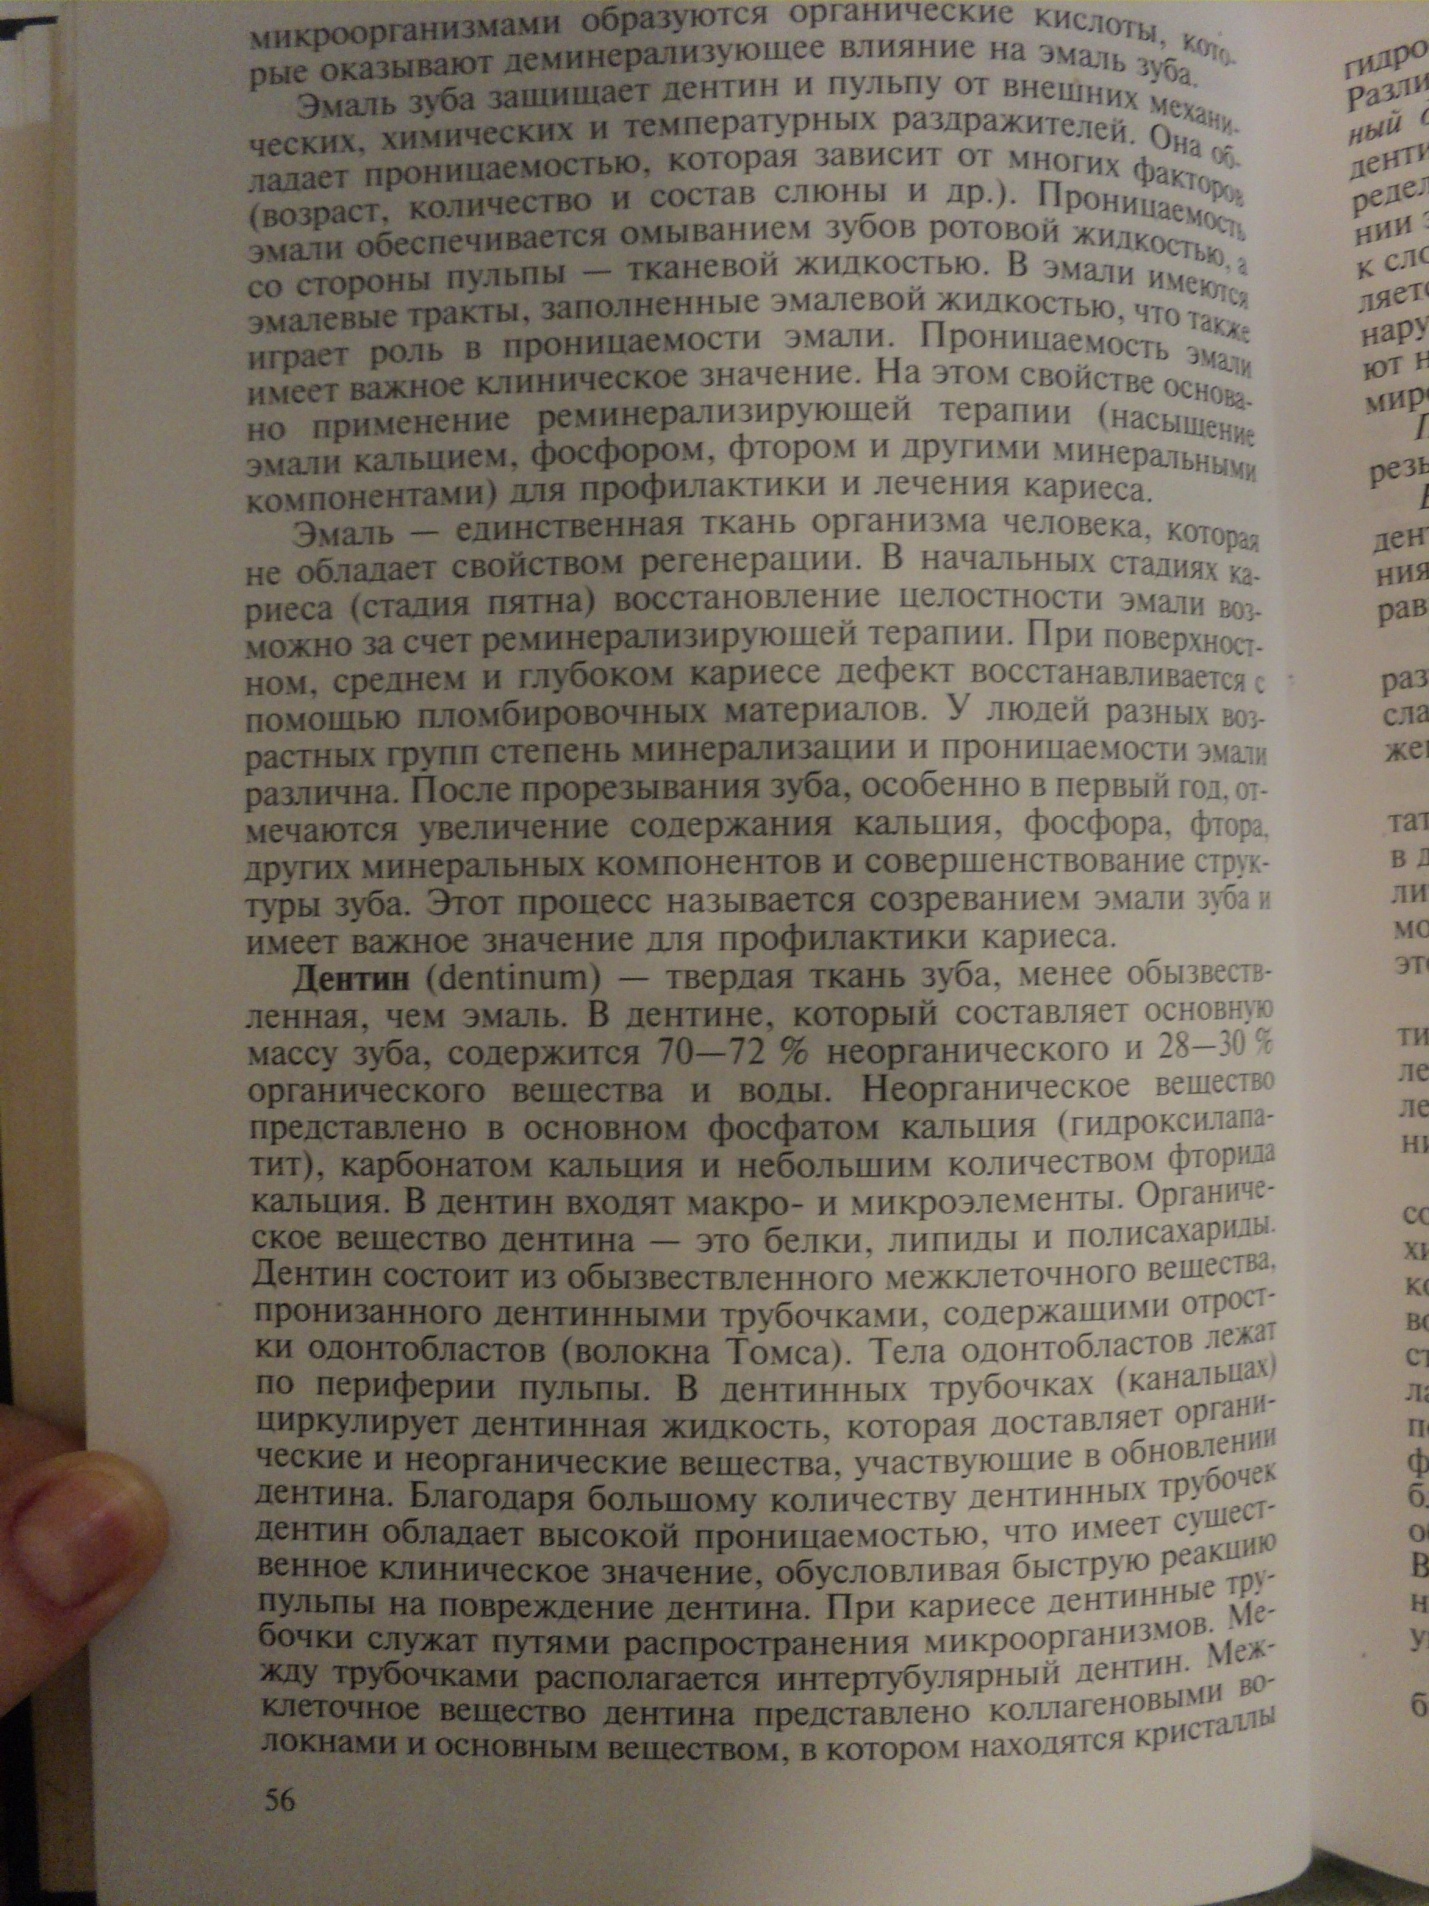 микроорганизмами образуются органические кислоты, кото-
рые оказывают деминерализующее влияние на эмаль зуба.
Эмаль зуба защищает дентин и пульпу от внешних механи-
ческих, химических и температурных раздражителей. Она об-
ладает проницаемостью, которая зависит от многих факторов
(возраст, количество и состав слюны и др.). Проницаемость
эмали обеспечивается омыванием зубов ротовой жидкостью, а
со стороны пульпы — тканевой жидкостью. В эмали имеются
эмалевые тракты, заполненные эмалевой жидкостью, что также
играет роль в проницаемости эмали. Проницаемость эмали
имеет важное клиническое значение. На этом свойстве основа-
но применение реминерализирующей терапии (насыщение
эмали кальцием, фосфором, фтором и другими минеральными
компонентами) для профилактики и лечения кариеса.
Эмаль — единственная ткань организма человека, которая
не обладает свойством регенерации. В начальных стадиях ка-
риеса (стадия пятна) восстановление целостности эмали воз-
можно за счет реминерализирующей терапии. При поверхност-
ном, среднем и глубоком кариесе дефект восстанавливается с
помощью пломбировочных материалов. У людей разных воз-
растных групп степень минерализации и проницаемости эмали
различна. После прорезывания зуба, особенно в первый год, от-
мечаются увеличение содержания кальция, фосфора, фтора,
других минеральных компонентов и совершенствование струк-
туры зуба. Этот процесс называется созреванием эмали зуба и
имеет важное значение для профилактики кариеса.
Дентин (dentinum) — твердая ткань зуба, менее обызвеств-
ленная, чем эмаль. В дентине, который составляет основную
массу зуба, содержится 70—72 % неорганического и 28—30 %
органического вещества и воды. Неорганическое вещество
представлено в основном фосфатом кальция (гидроксилапа-
тит), карбонатом кальция и небольшим количеством фторида
кальция. В дентин входят макро- и микроэлементы. Органиче-
ское вещество дентина — это белки, липиды и полисахариды.
Дентин состоит из обызвествленного межклеточного вещества,
пронизанного дентинными трубочками, содержащими отрост-
ки одонтобластов (волокна Томса). Тела одонтобластов лежат
по периферии пульпы. В дентинных трубочках (канальцах)
циркулирует дентинная жидкость, которая доставляет органи-
ческие и неорганические вещества, участвующие в обновлении
дентина. Благодаря большому количеству дентинных трубочек
дентин обладает высокой проницаемостью, что имеет сущест-
венное клиническое значение, обусловливая быструю реакцию
пульпы на повреждение дентина. При кариесе дентинные тру-
бочки служат путями распространения микроорганизмов. Ме-
жду трубочками располагается интертубулярный дентин. Меж-
клеточное вещество дентина представлено коллагеновыми во-
локнами и основным веществом, в котором находятся кристаллы
56